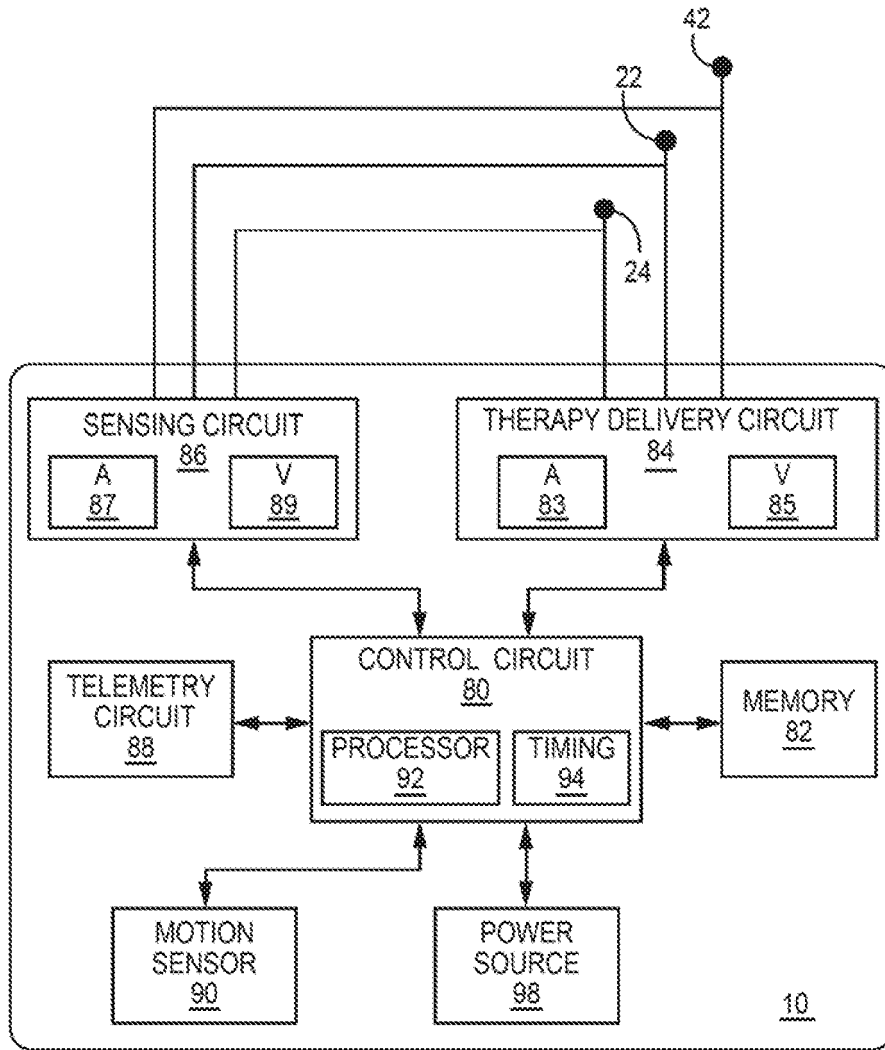 42
22
24
SENSING CIRCUIT
86
A
87
V
89
THERAPY DELIVERY CIRCUIT
84
A
83
V
85
CONTROL CIRCUIT
80
PROCESSOR
92
TIMING
94
TELEMETRY
CIRCUIT
88
MEMORY
82
MOTION
SENSOR
90
POWER
SOURCE
98
10